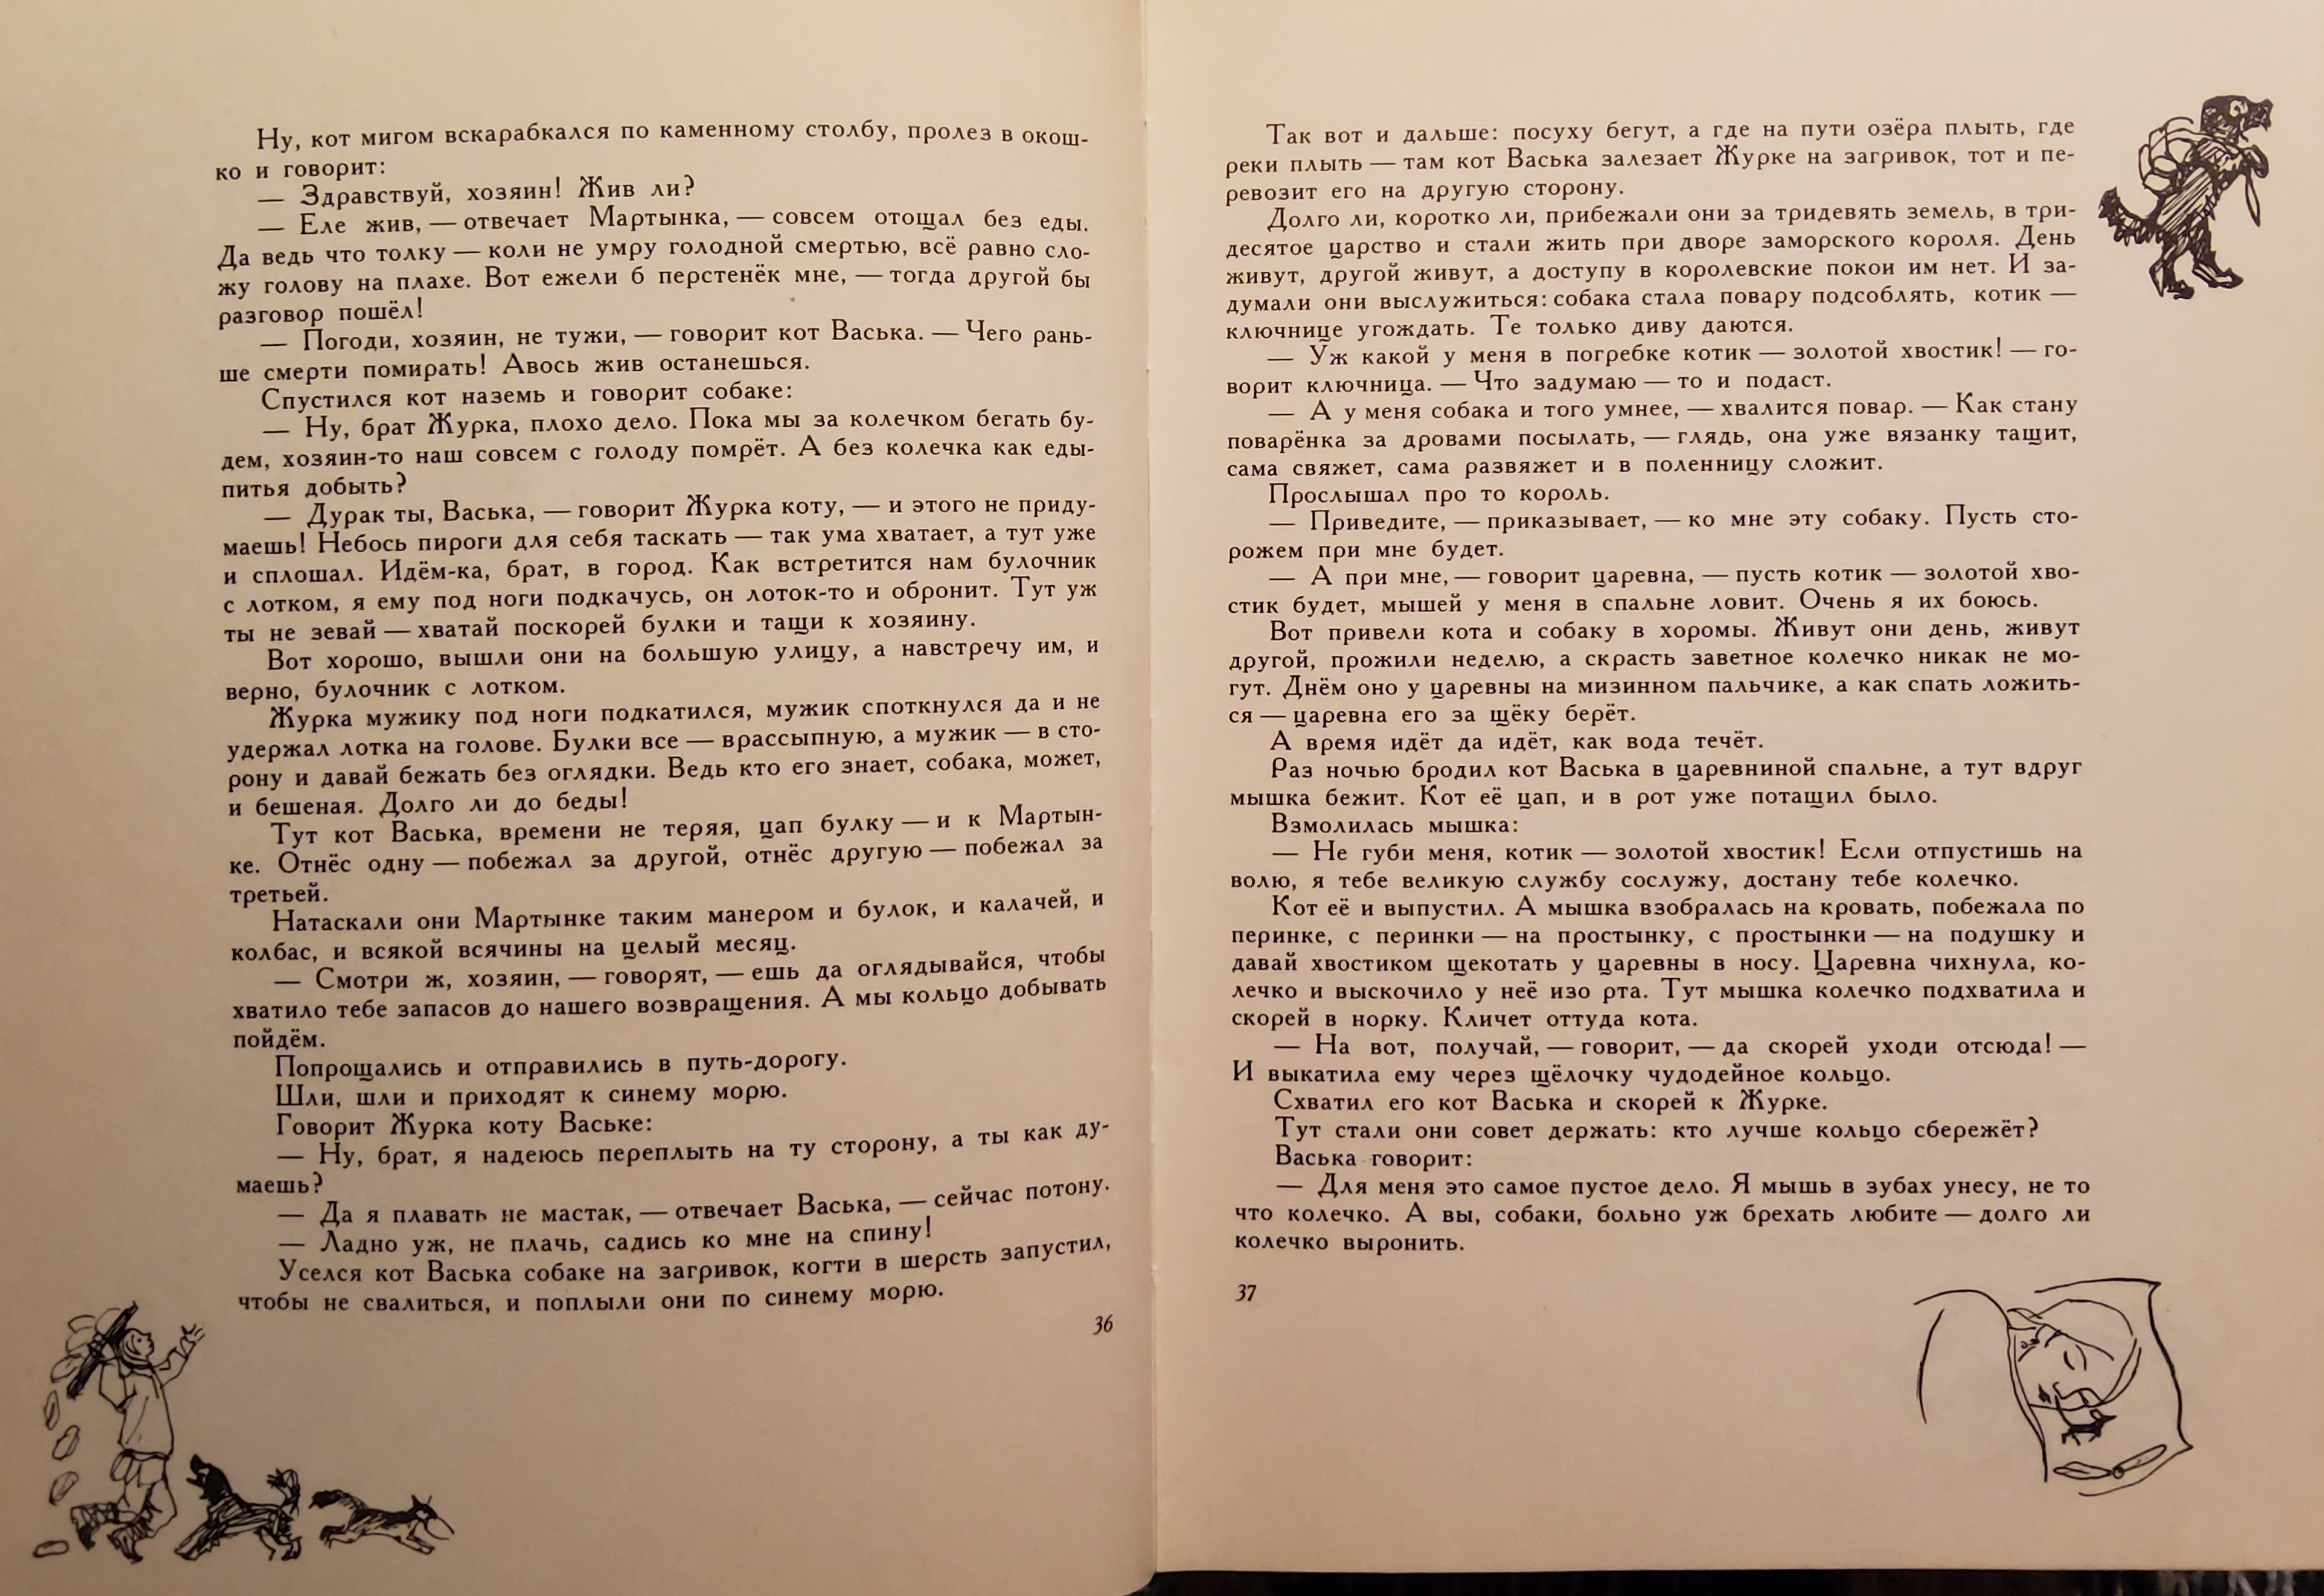 Ну, кот мигом вскарабкался по каменному столбу, пролез в окош-
ко и говорит:
— Здравствуй, хозяин! Жив ли?
— Еле жив, — отвечает Мартынка, — совсем отощал без еды.
Да ведь что толку — коли не умру голодной смертью, всё равно сло-
жу голову на плахе. Вот ежели б перстенёк мне, — тогда другой бы
разговор пошёл!
— Погоди, хозяин, не тужи, — говорит кот Васька. — Чего рань-
ше смерти помирать! Авось жив останешься.
Спустился кот наземь и говорит собаке:
— Ну, брат Журка, плохо дело. Пока мы за колечком бегать бу-
дем, хозяин-то наш совсем с голоду помрёт. А без колечка как еды-
питья добыть?
— Дурак ты, Васька, — говорит Журка коту, — и этого не приду-
маешь! Небось пироги для себя таскать — так ума хватает, а тут уже
и сплошал. Идём-ка, брат, в город. Как встретится нам булочник
с лотком, я ему под ноги подкачусь, он лоток-то и обронит. Тут уж
ты не зевай — хватай поскорей булки и тащи к хозяину.
Вот хорошо, вышли они на большую улицу, а навстречу им, и
верно, булочник с лотком.
Журка мужику под ноги подкатился, мужик споткнулся да и не
удержал лотка на голове. Булки все — врассыпную, а мужик — в сто-
рону и давай бежать без оглядки. Ведь кто его знает, собака, может,
и бешеная. Долго ли до беды!
Тут кот Васька, времени не теряя, цап булку — и к Мартын-
ке. Отнёс одну — побежал за другой, отнёс другую — побежал за
третьей.
Натаскали они Мартынке таким манером и булок, и калачей, и
колбас, и всякой всячины на целый месяц.
— Смотри ж, хозяин, — говорят, — ешь да оглядывайся, чтобы
хватило тебе запасов до нашего возвращения. А мы кольцо добывать
пойдём.
Попрощались и отправились в путь-дорогу.
Шли, шли и приходят к синему морю.
Говорит Журка коту Ваське:
— Ну, брат, я надеюсь переплыть на ту сторону, а ты как ду-
маешь?
— Да я плавать не мастак, — отвечает Васька, — сейчас потону.
— Ладно уж, не плачь, садись ко мне на спину!
Уселся кот Васька собаке на загривок, когти в шерсть запустил,
чтобы не свалиться, и поплыли они по синему морю.
36
Так вот и дальше: посуху бегут, а где на пути озёра плыть, где
реки плыть — там кот Васька залезает Журке на загривок, тот и пе-
ревозит его на другую сторону.
Долго ли, коротко ли, прибежали они за тридевять земель, в три-
десятое царство и стали жить при дворе заморского короля. День
живут, другой живут, а доступу в королевские покои им нет. И за-
думали они выслужиться: собака стала повару подсоблять, котик —
ключнице угождать. Те только диву даются.
— Уж какой у меня в погребке котик — золотой хвостик! — го-
ворит ключница. — Что задумаю — то и подаст.
— А у меня собака и того умнее, — хвалится повар. — Как стану
поварёнка за дровами посылать, — глядь, она уже вязанку тащит,
сама свяжет, сама развяжет и в поленницу сложит.
Прослышал про то король.
— Приведите, — приказывает, — ко мне эту собаку. Пусть сто-
рожем при мне будет.
— А при мне, — говорит царевна, — пусть котик — золотой хво-
стик будет, мышей у меня в спальне ловит. Очень я их боюсь.
Вот привели кота и собаку в хоромы. Живут они день, живут
другой, прожили неделю, а скрасть заветное колечко никак не мо-
гут. Днём оно у царевны на мизинном пальчике, а как спать ложить-
ся — царевна его за щёку берёт.
А время идёт да идёт, как вода течёт.
Раз ночью бродил кот Васька в царевниной спальне, а тут вдруг
мышка бежит. Кот её цап, и в рот уже потащил было.
Взмолилась мышка:
— Не губи меня, котик — золотой хвостик! Если отпустишь на
волю, я тебе великую службу сослужу, достану тебе колечко.
Кот её и выпустил. А мышка взобралась на кровать, побежала по
перинке, с перинки — на простынку, с простынки — на подушку и
давай хвостиком щекотать у царевны в носу. Царевна чихнула, ко-
лечко и выскочило у неё изо рта. Тут мышка колечко подхватила и
скорей в норку. Кличет оттуда кота.
— На вот, получай, — говорит, — да скорей уходи отсюда! —
И выкатила ему через щёлочку чудодейное кольцо.
Схватил его кот Васька и скорей к Журке.
Тут стали они совет держать: кто лучше кольцо сбережёт?
Васька говорит:
— Для меня это самое пустое дело. Я мышь в зубах унесу, не то
что колечко. А вы, собаки, больно уж брехать любите — долго ли
колечко выронить.
37